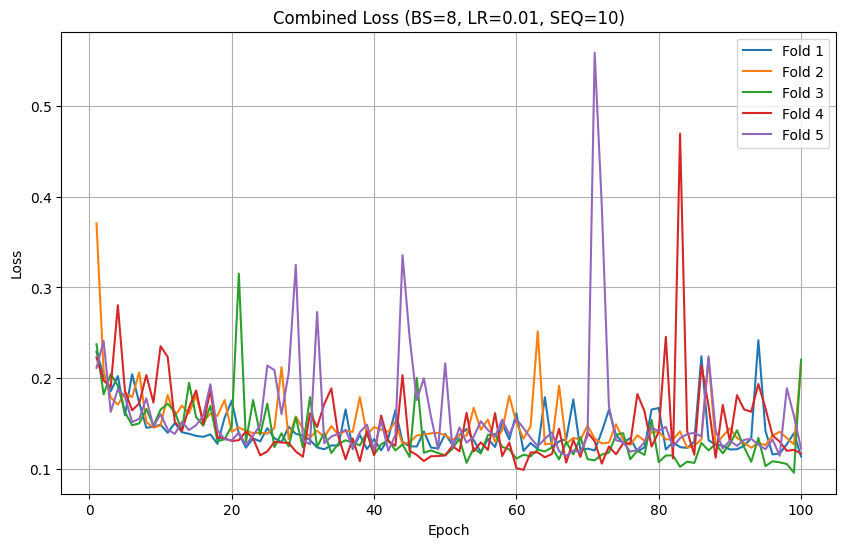 Combined Loss (BS=8, LR=0.01, SEQ=10)
Fold 1
Fold 2
Fold 3
Fold 4
Fold 5
0.5
0.4
0.3
0.2
0.1
Loss
0 20 40 60 80 100
Epoch